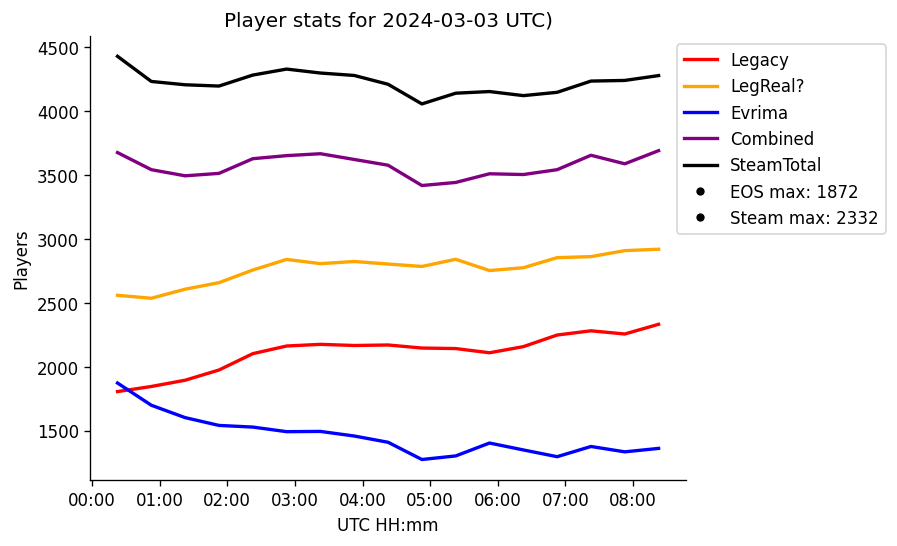 Player stats for 2024-03-03 UTC)
4500
4000
3500
3000
2500
2000
1500
Players
00:00 01:00 02:00 03:00 04:00 05:00 06:00 07:00 08:00
UTC HH:mm
Legacy
LegReal?
Evrima
Combined
SteamTotal
EOS max: 1872
Steam max: 2332